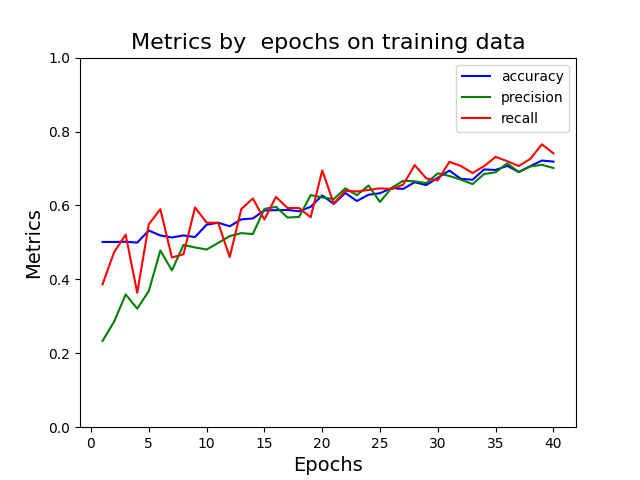 Metrics by  epochs on training data
accuracy
precision
recall
1.0
0.8
0.6
0.4
0.2
0.0
Metrics
0 5 10 15 20 25 30 35 40
Epochs